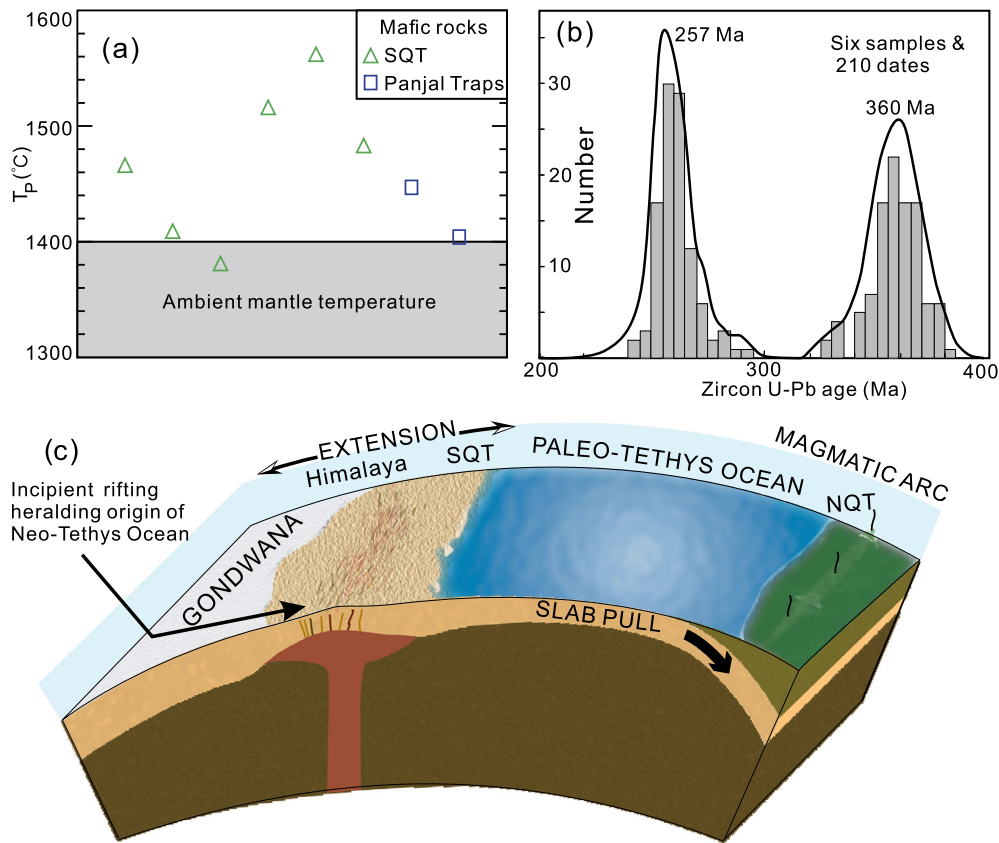 (a)
1600
1500
1400
1300
Tp(°C)
Mafic rocks
SQT
Panjal Traps
Ambient mantle temperature
(b)
257 Ma
Six samples &
210 dates
360 Ma
30
20
10
Number
200
300
400
Zircon U-Pb age (Ma)
(c)
EXTENSION
Himalaya
SQT
PALEO-TETHYS OCEAN
MAGMATIC ARC
NQT
Incipient rifting
heralding origin of
Neo-Tethys Ocean
GONDWANA
SLAB PULL